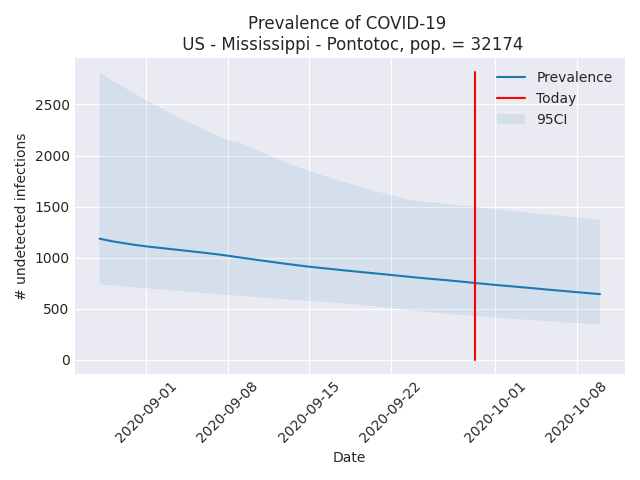 Prevalence of COVID-19
US - Mississippi - Pontotoc, pop. = 32174
Prevalence
Today
95CI
# undetected infections
2500
2000
1500
1000
500
0
2020-09-01
2020-09-08
2020-09-15
2020-09-22
2020-10-01
2020-10-08
Date